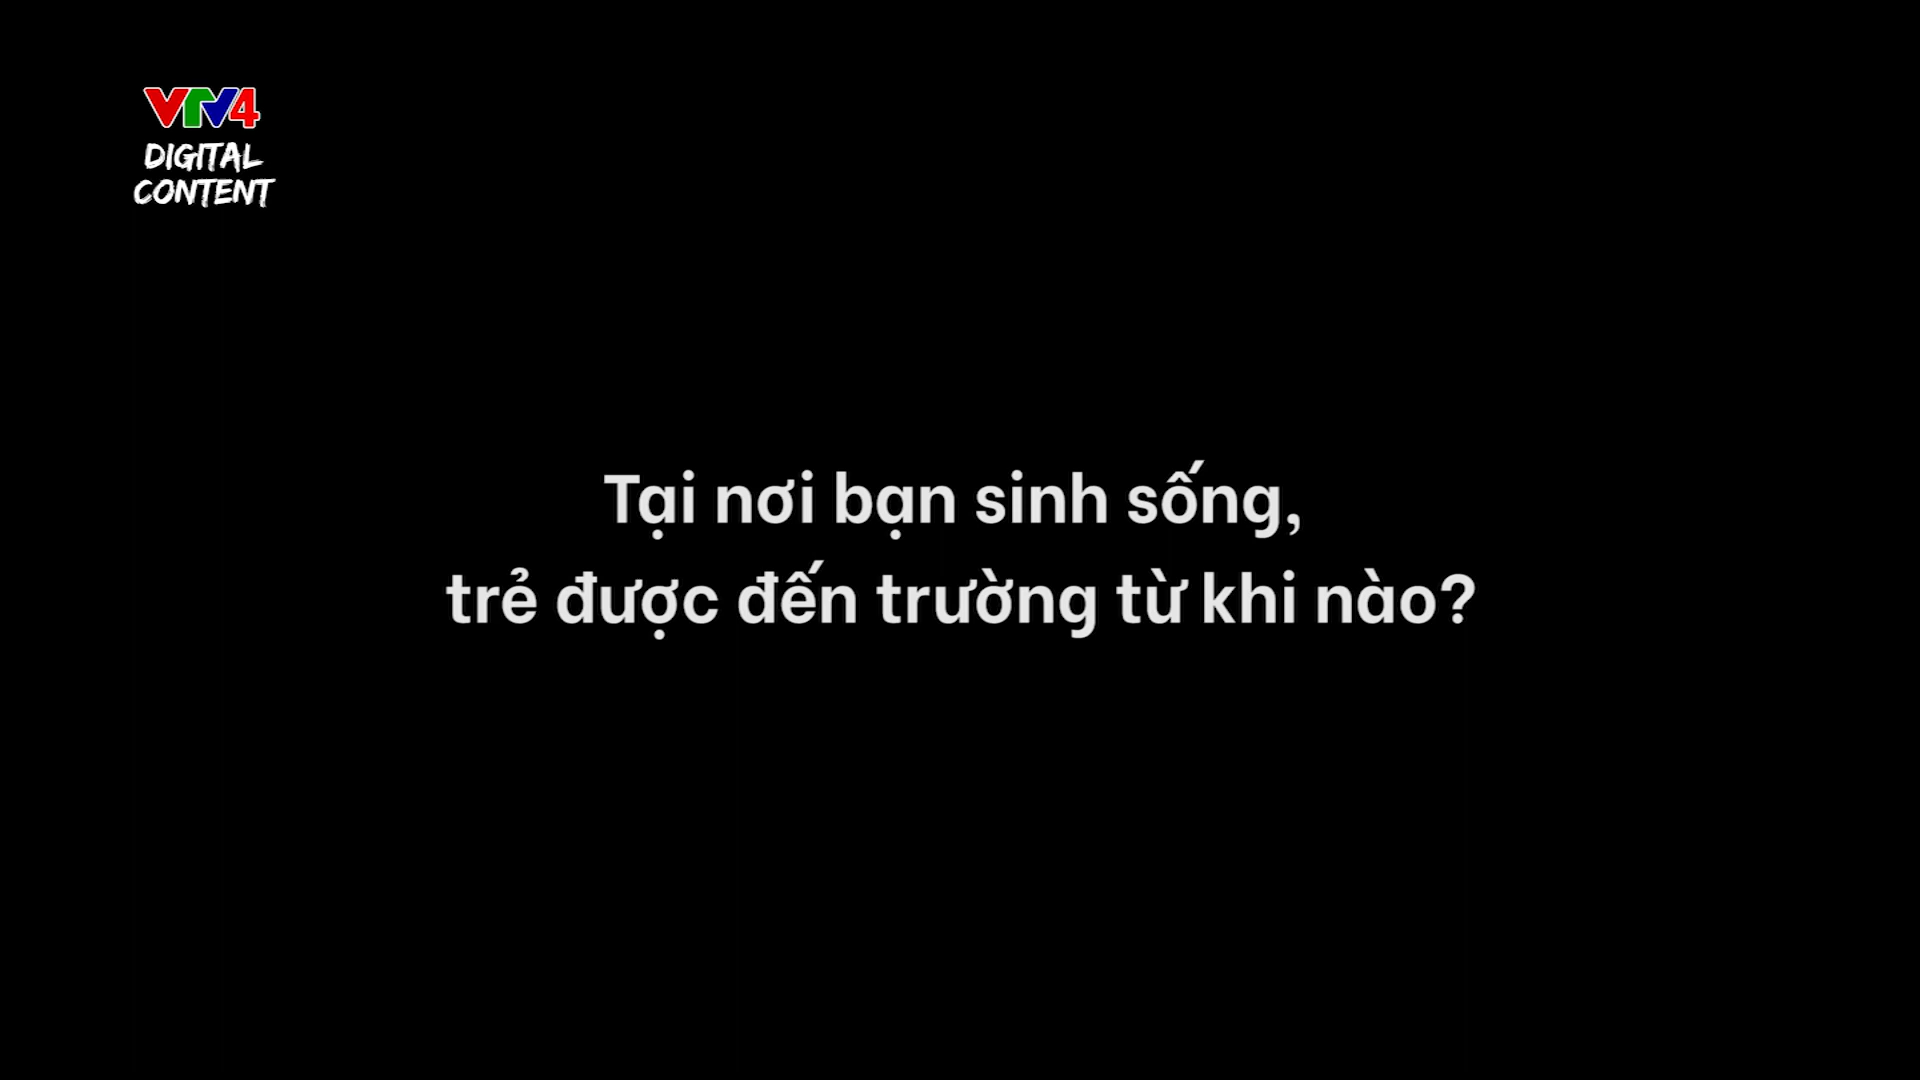 VTV4
DIGITAL
CONTENT
Tại nơi bạn sinh sống,
trẻ được đến trường từ khi nào?